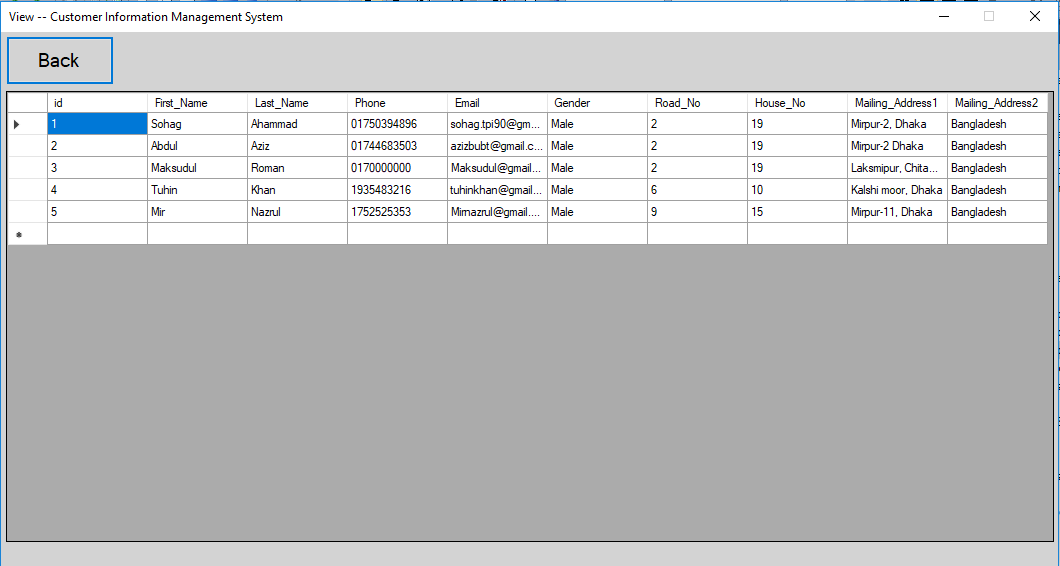 View -- Customer Information Management System
Back
id First_Name Last_Name Phone Email Gender Road_No House_No Mailing_Address1 Mailing_Address2
1 Sohag Ahammad 01750394896 sohag.tpi90@gm... Male 2 19 Mirpur-2, Dhaka Bangladesh
2 Abdul Aziz 01744683503 azizbubt@gmail.c... Male 2 19 Mirpur-2 Dhaka Bangladesh
3 Maksudul Roman 0170000000 Maksudul@gmail... Male 2 19 Laksmipur, Chita... Bangladesh
4 Tuhin Khan 1935483216 tuhinkhan@gmail... Male 6 10 Kalshi moor, Dhaka Bangladesh
5 Mir Nazrul 1752525353 Mirnazrul@gmail.... Male 9 15 Mirpur-11, Dhaka Bangladesh